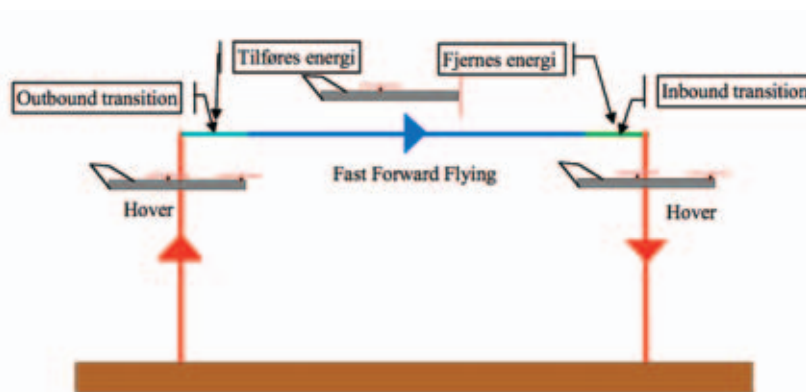 Tilføres energi
Fjernes energi
Outbound transition
Inbound transition
Fast Forward Flying
Hover
Hover